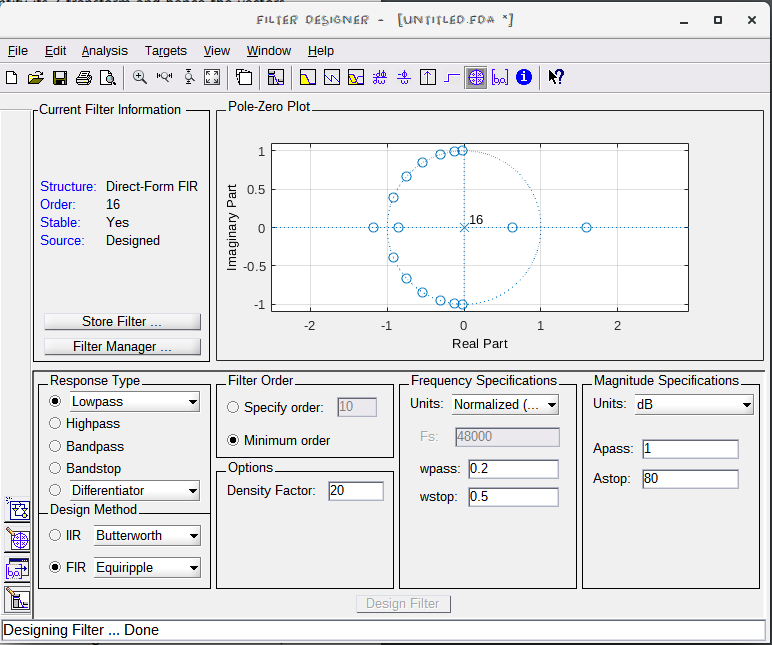 FILTER DESIGNER - [UNTITLED.FDA *]
File Edit Analysis Targets View Window Help
Current Filter Information
Structure: Direct-Form FIR
Order: 16
Stable: Yes
Source: Designed
Store Filter ...
Filter Manager ...
Pole-Zero Plot
Imaginary Part
1
0.5
0
-0.5
-1
16
-2 -1 0 1 2
Real Part
Response Type
Lowpass
Highpass
Bandpass
Bandstop
Differentiator
Design Method
IIR Butterworth
FIR Equiripple
Filter Order
Specify order: 10
Minimum order
Options
Density Factor: 20
Frequency Specifications
Units: Normalized (...
Fs: 48000
wpass: 0.2
wstop: 0.5
Magnitude Specifications
Units: dB
Apass: 1
Astop: 80
Design Filter
Designing Filter ... Done